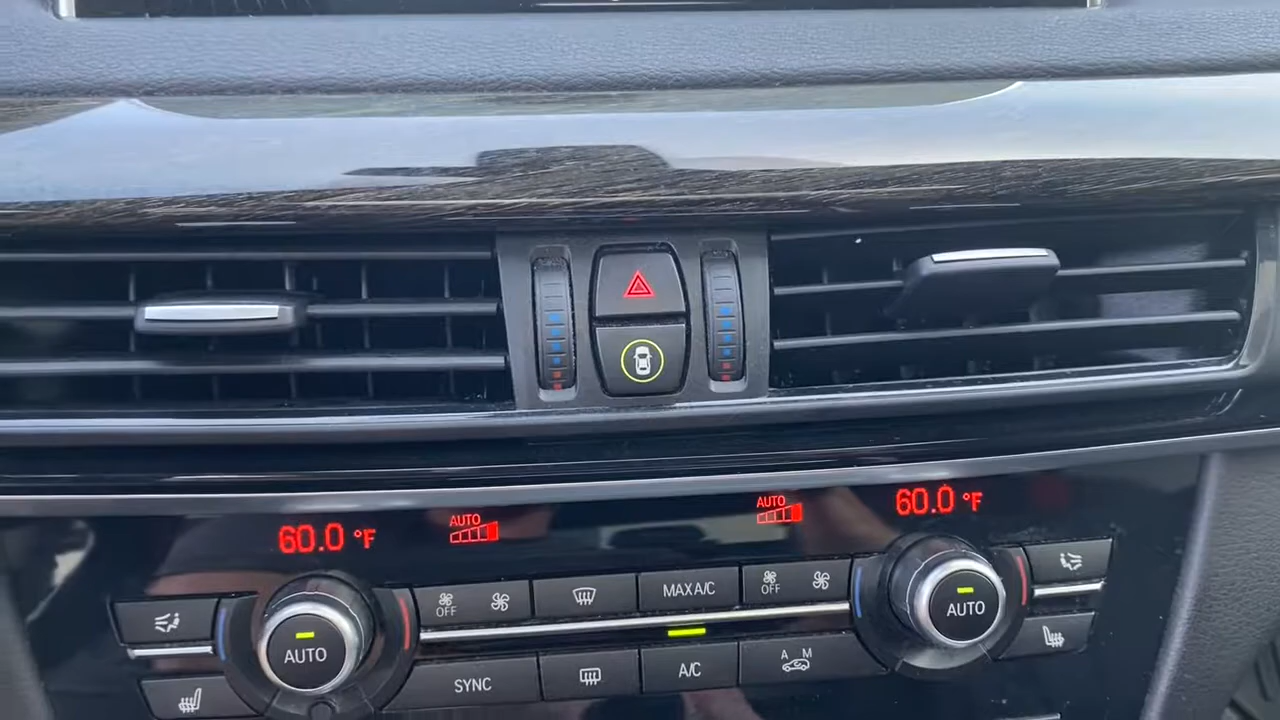 60.0 °F
AUTO
AUTO
60.0 °F
OFF
MAX A/C
OFF
AUTO
AUTO
SYNC
A/C
A M